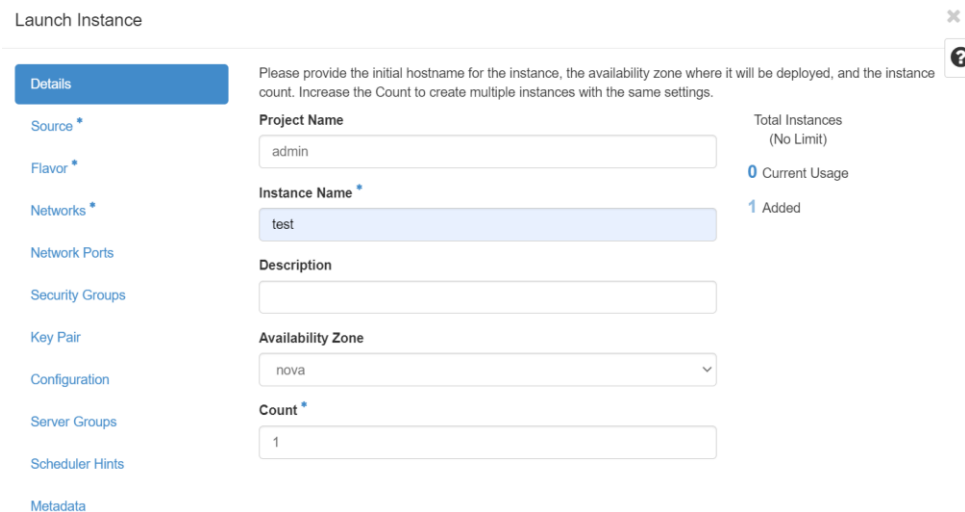 Launch Instance
×
?
Details
Please provide the initial hostname for the instance, the availability zone where it will be deployed, and the instance
count. Increase the Count to create multiple instances with the same settings.
Source *
Flavor *
Networks *
Network Ports
Security Groups
Key Pair
Configuration
Server Groups
Scheduler Hints
Metadata
Project Name
admin
Instance Name *
test
Description
Availability Zone
nova
Count *
1
Total Instances
(No Limit)
0 Current Usage
1 Added